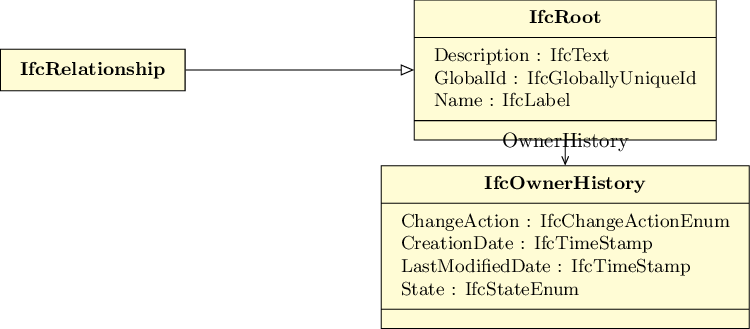 IfcRoot
IfcRelationship
Description : IfcText
GlobalId : IfcGloballyUniqueId
Name : IfcLabel
OwnerHistory
IfcOwnerHistory
ChangeAction : IfcChangeActionEnum
CreationDate : IfcTimeStamp
LastModifiedDate : IfcTimeStamp
State : IfcStateEnum